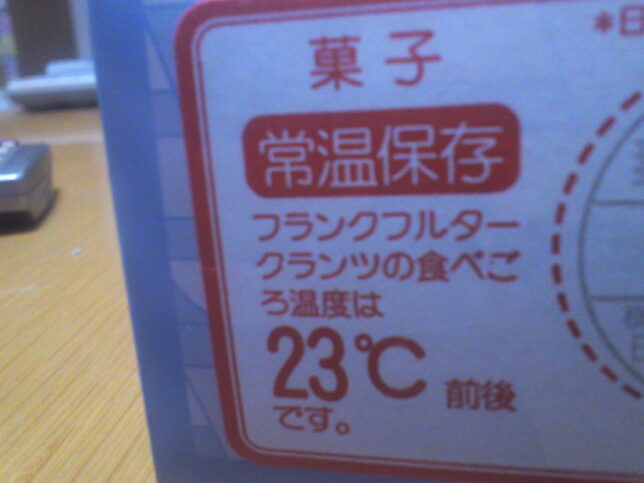 菓子
*日
常温保存
フランクフルター
クランツの食べご
ろ温度は
23℃ 前後
です。